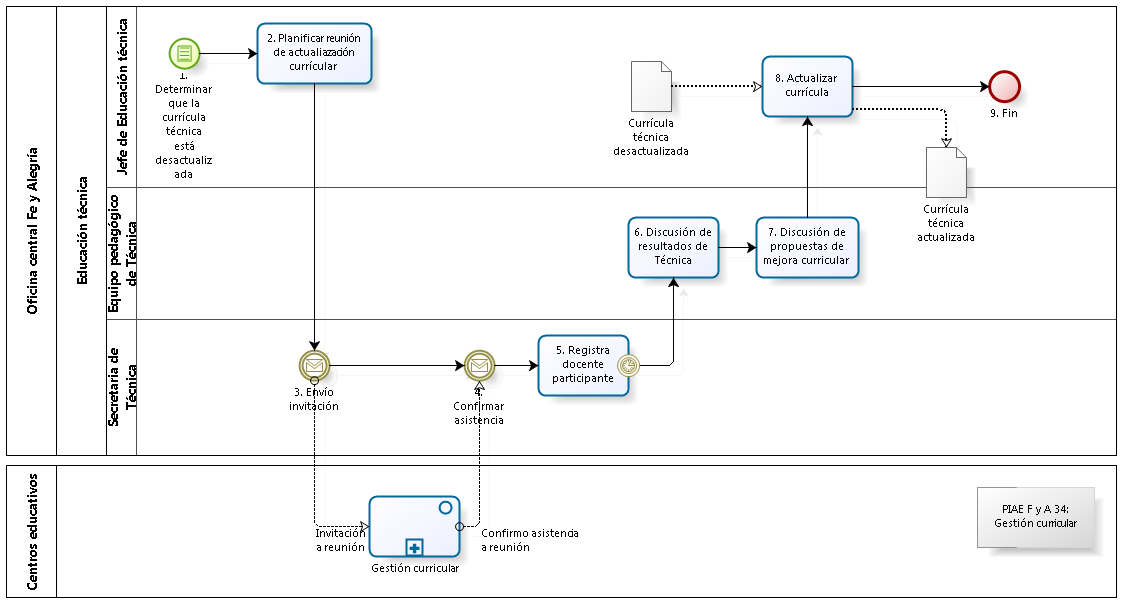 Oficina central Fe y Alegría
Educación técnica
Jefe de Educación técnica
1.
Determinar
que la
currícula
técnica
está
desactualiz
ada
2. Planificar reunión
de actualiazación
currícular
Currícula
técnica
desactualizada
8. Actualizar
currícula
9. Fin
Currícula
técnica
actualizada
Equipo pedagógico
de Técnica
6. Discusión de
resultados de
Técnica
7. Discusión de
propuestas de
mejora curricular
Secretaria de
Técnica
3. Envío
invitación
4.
Confirmar
asistencia
5. Registra
docente
participante
Centros educativos
Invitación
a reunión
Gestión curricular
Confirmo asistencia
a reunión
PIAE F y A 34:
Gestión curricular